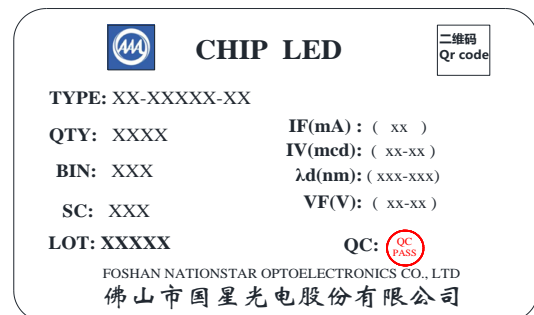 CHIP LED
二维码
Qr code
TYPE: XX-XXXXX-XX
QTY: XXXX
IF(mA) : ( xx )
IV(mcd): ( xx-xx )
BIN: XXX
λd(nm): ( xxx-xxx)
SC: XXX
VF(V): ( xx-xx )
LOT: XXXXX
QC:
QC
PASS
FOSHAN NATIONSTAR OPTOELECTRONICS CO., LTD
佛山市国星光电股份有限公司